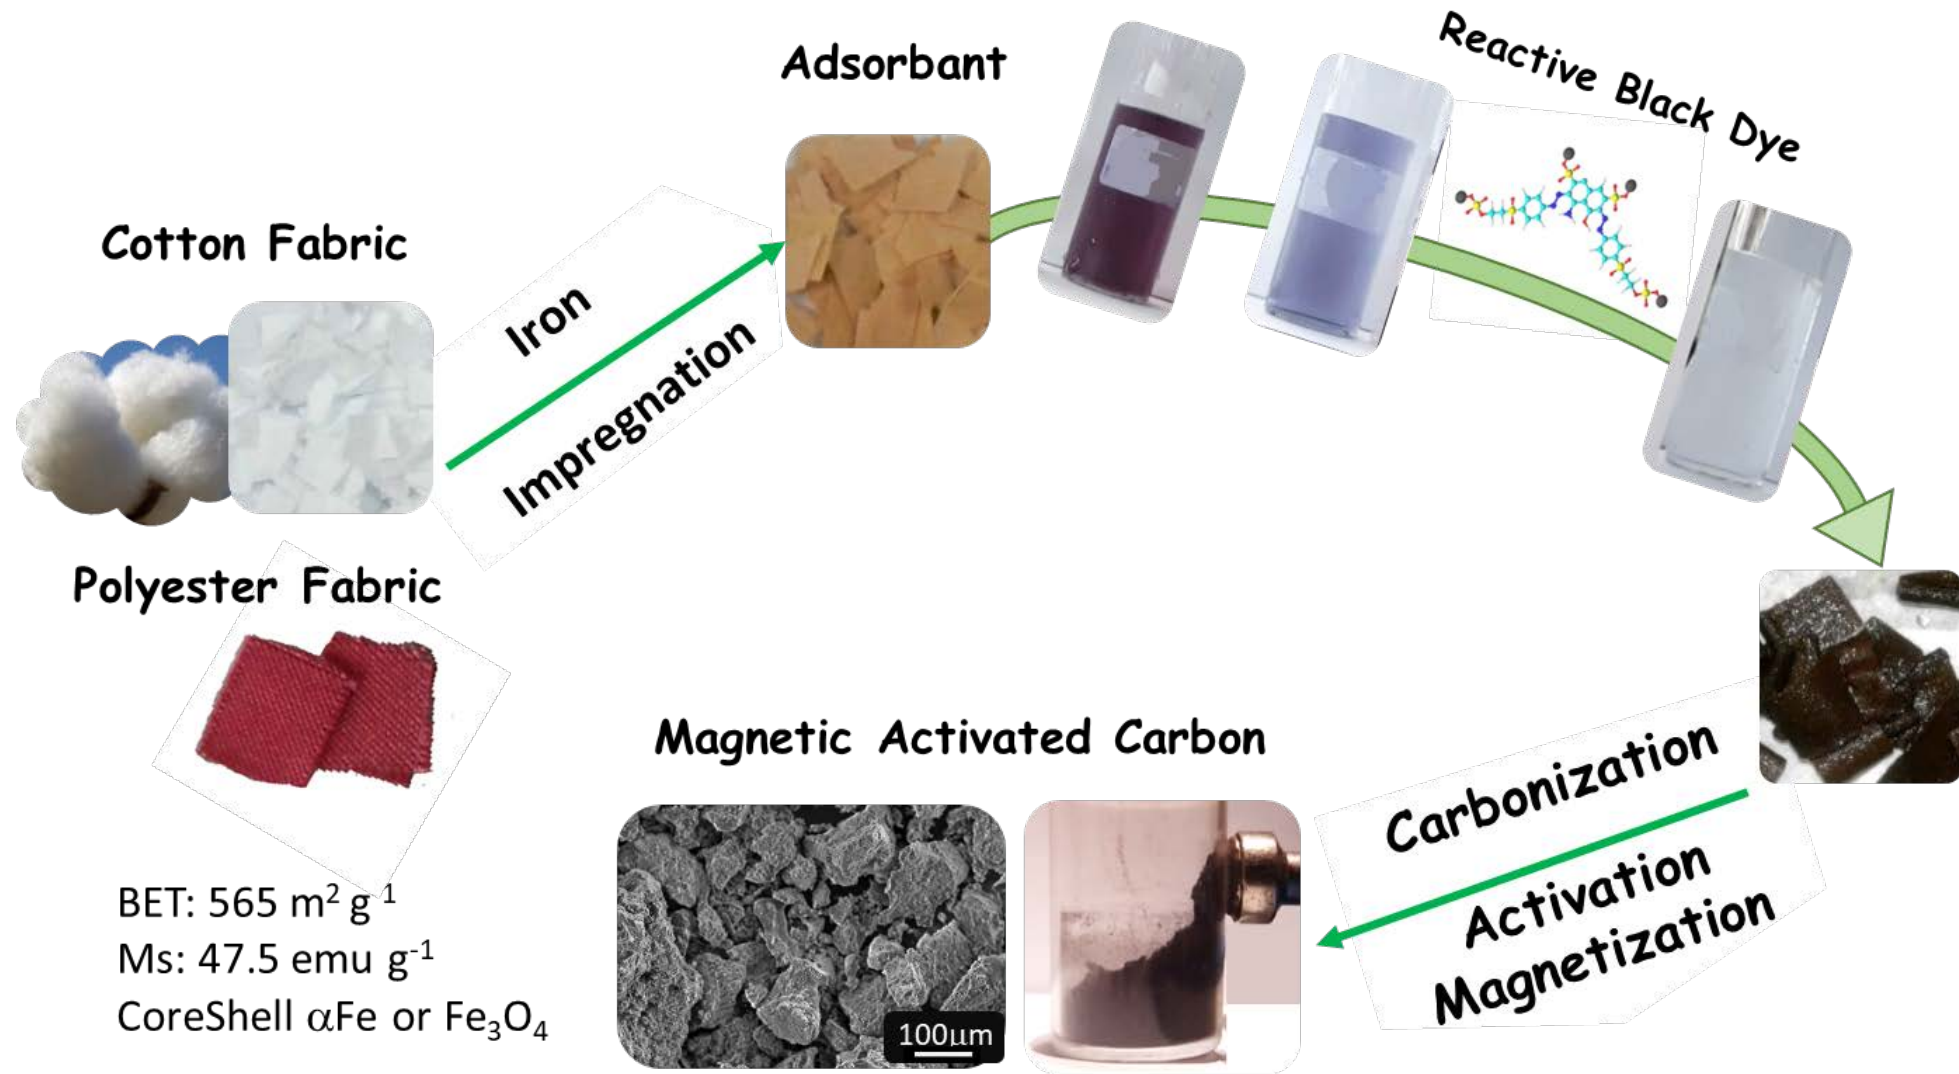 Adsorbant
Reactive Black Dye
Cotton Fabric
Iron
Impregnation
Polyester Fabric
Magnetic Activated Carbon
Carbonization
Activation
Magnetization
BET: 565 m² g⁻¹
Ms: 47.5 emu g⁻¹
CoreShell αFe or Fe₃O₄
100μm